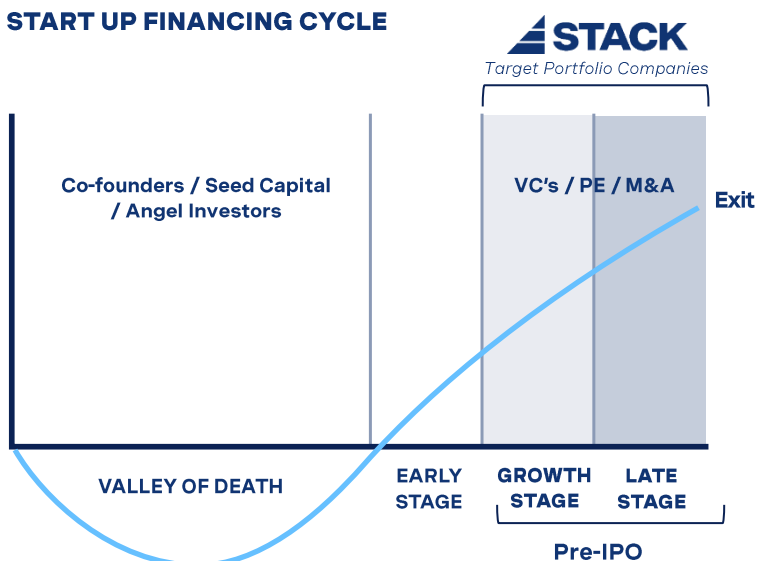 START UP FINANCING CYCLE
STACK
Target Portfolio Companies
Co-founders / Seed Capital
/ Angel Investors
VC's / PE / M&A
Exit
VALLEY OF DEATH
EARLY
STAGE
GROWTH
STAGE
LATE
STAGE
Pre-IPO